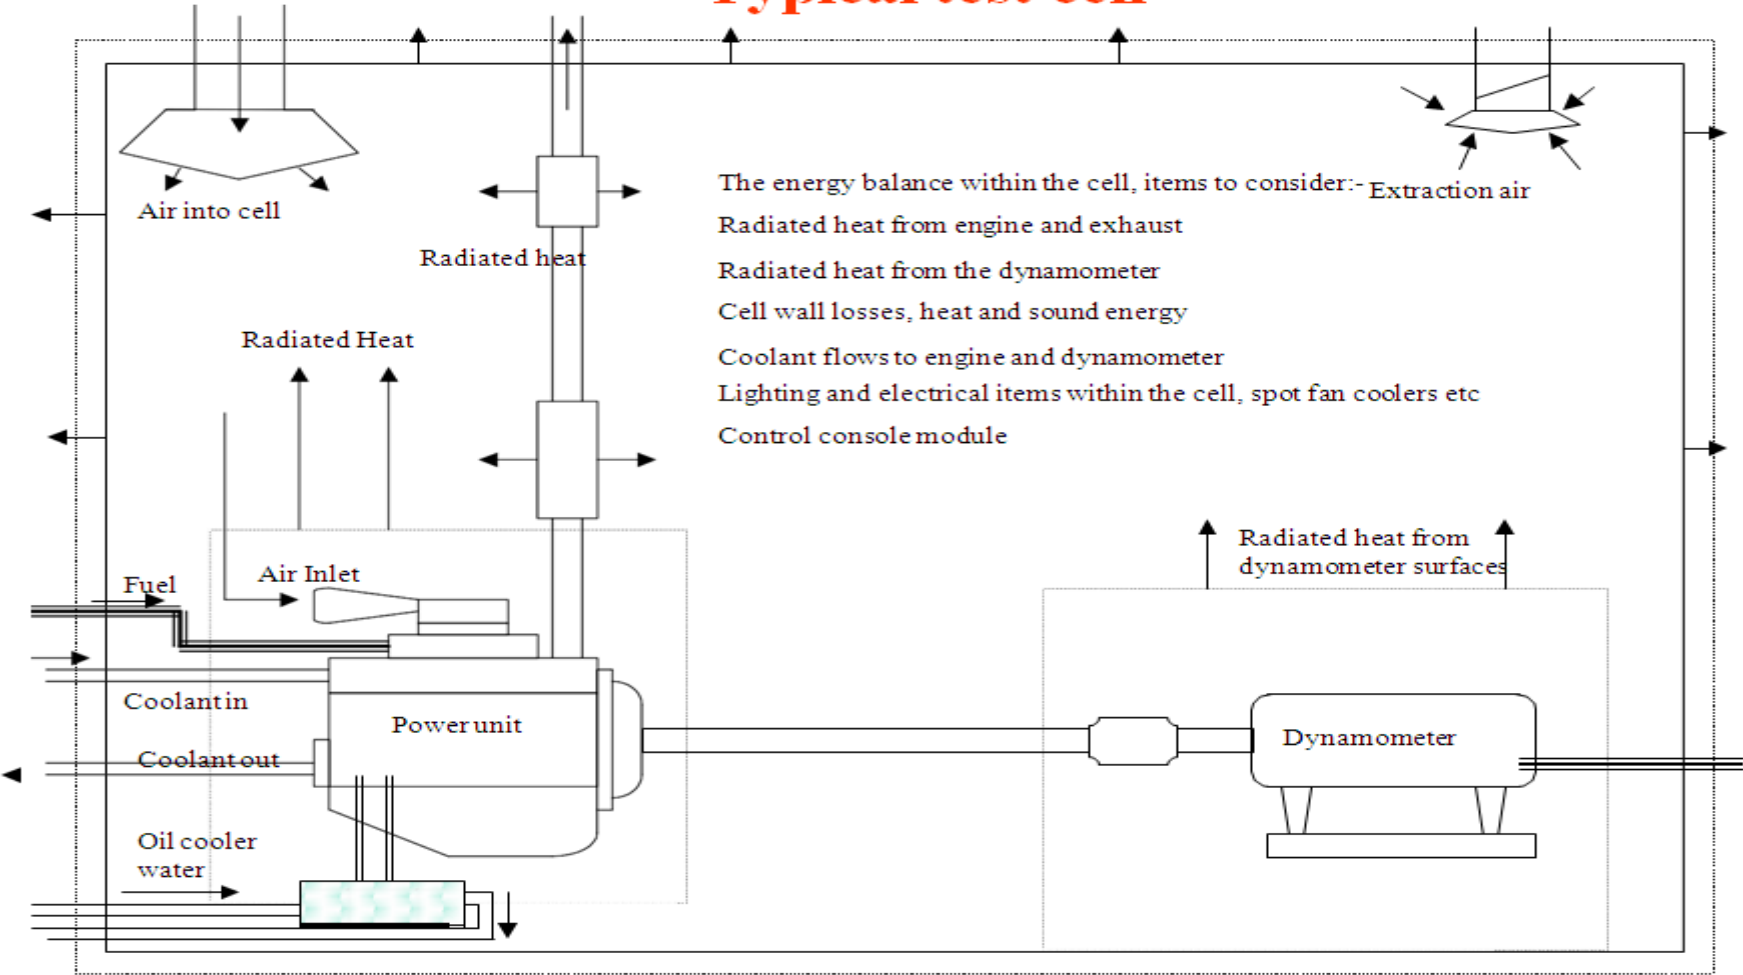 Typical test cell
The energy balance within the cell, items to consider:-
Extraction air
Air into cell
Radiated heat from engine and exhaust
Radiated heat
Radiated heat from the dynamometer
Cell wall losses, heat and sound energy
Radiated Heat
Coolant flows to engine and dynamometer
Lighting and electrical items within the cell, spot fan coolers etc
Control console module
Radiated heat from
dynamometer surfaces
Air Inlet
Fuel
Coolant in
Power unit
Dynamometer
Coolant out
Oil cooler
water